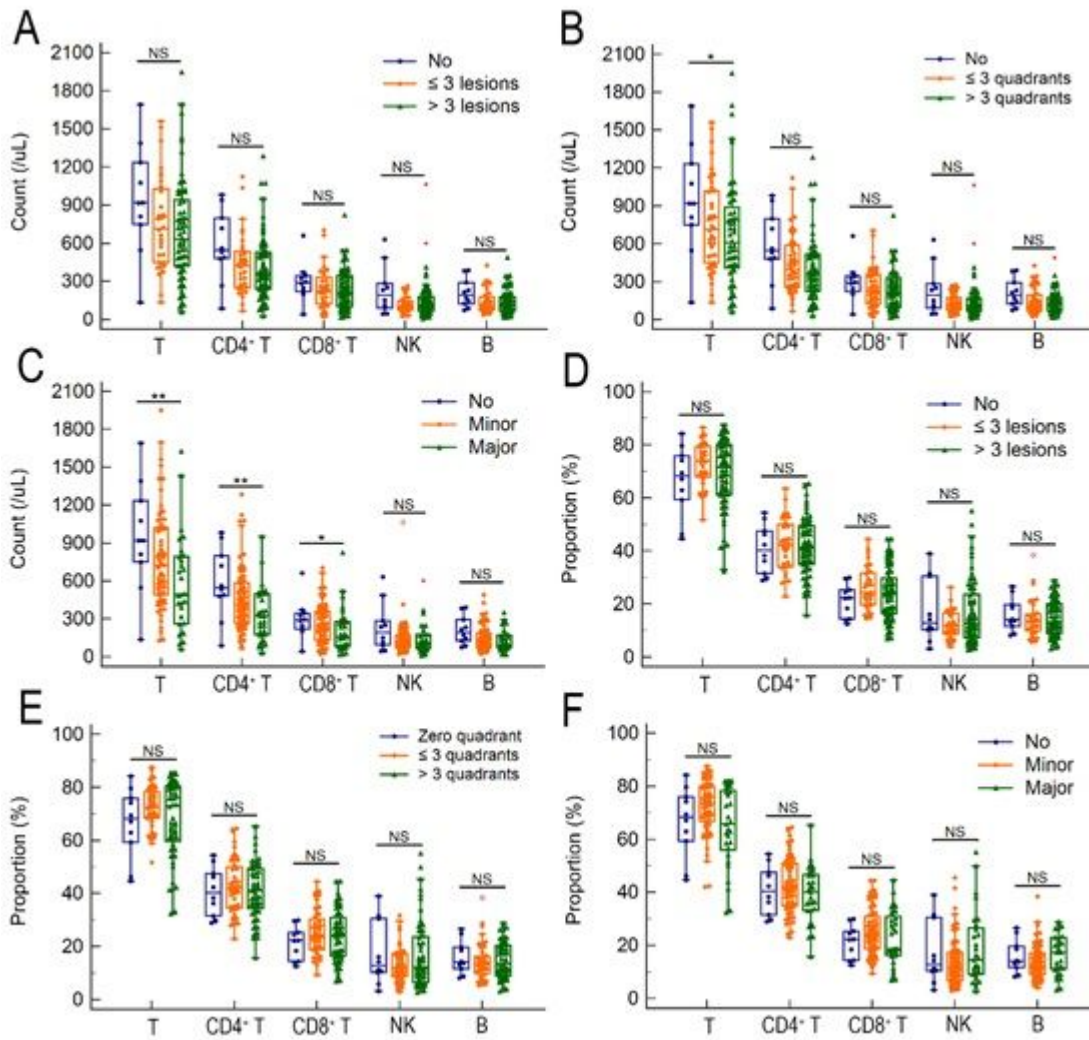 A
Count (/uL)
2100
1800
1500
1200
900
600
300
0
No
≤ 3 lesions
> 3 lesions
NS
NS
NS
NS
NS
T
CD4⁺ T
CD8⁺ T
NK
B
B
Count (/uL)
2100
1800
1500
1200
900
600
300
0
No
≤ 3 quadrants
> 3 quadrants
*
NS
NS
NS
NS
T
CD4⁺ T
CD8⁺ T
NK
B
C
Count (/uL)
2100
1800
1500
1200
900
600
300
0
No
Minor
Major
**
**
*
NS
NS
T
CD4⁺ T
CD8⁺ T
NK
B
D
Proportion (%)
100
80
60
40
20
0
No
≤ 3 lesions
> 3 lesions
NS
NS
NS
NS
NS
T
CD4⁺ T
CD8⁺ T
NK
B
E
Proportion (%)
100
80
60
40
20
0
Zero quadrant
≤ 3 quadrants
> 3 quadrants
NS
NS
NS
NS
NS
T
CD4⁺ T
CD8⁺ T
NK
B
F
Proportion (%)
100
80
60
40
20
0
No
Minor
Major
NS
NS
NS
NS
NS
T
CD4⁺ T
CD8⁺ T
NK
B